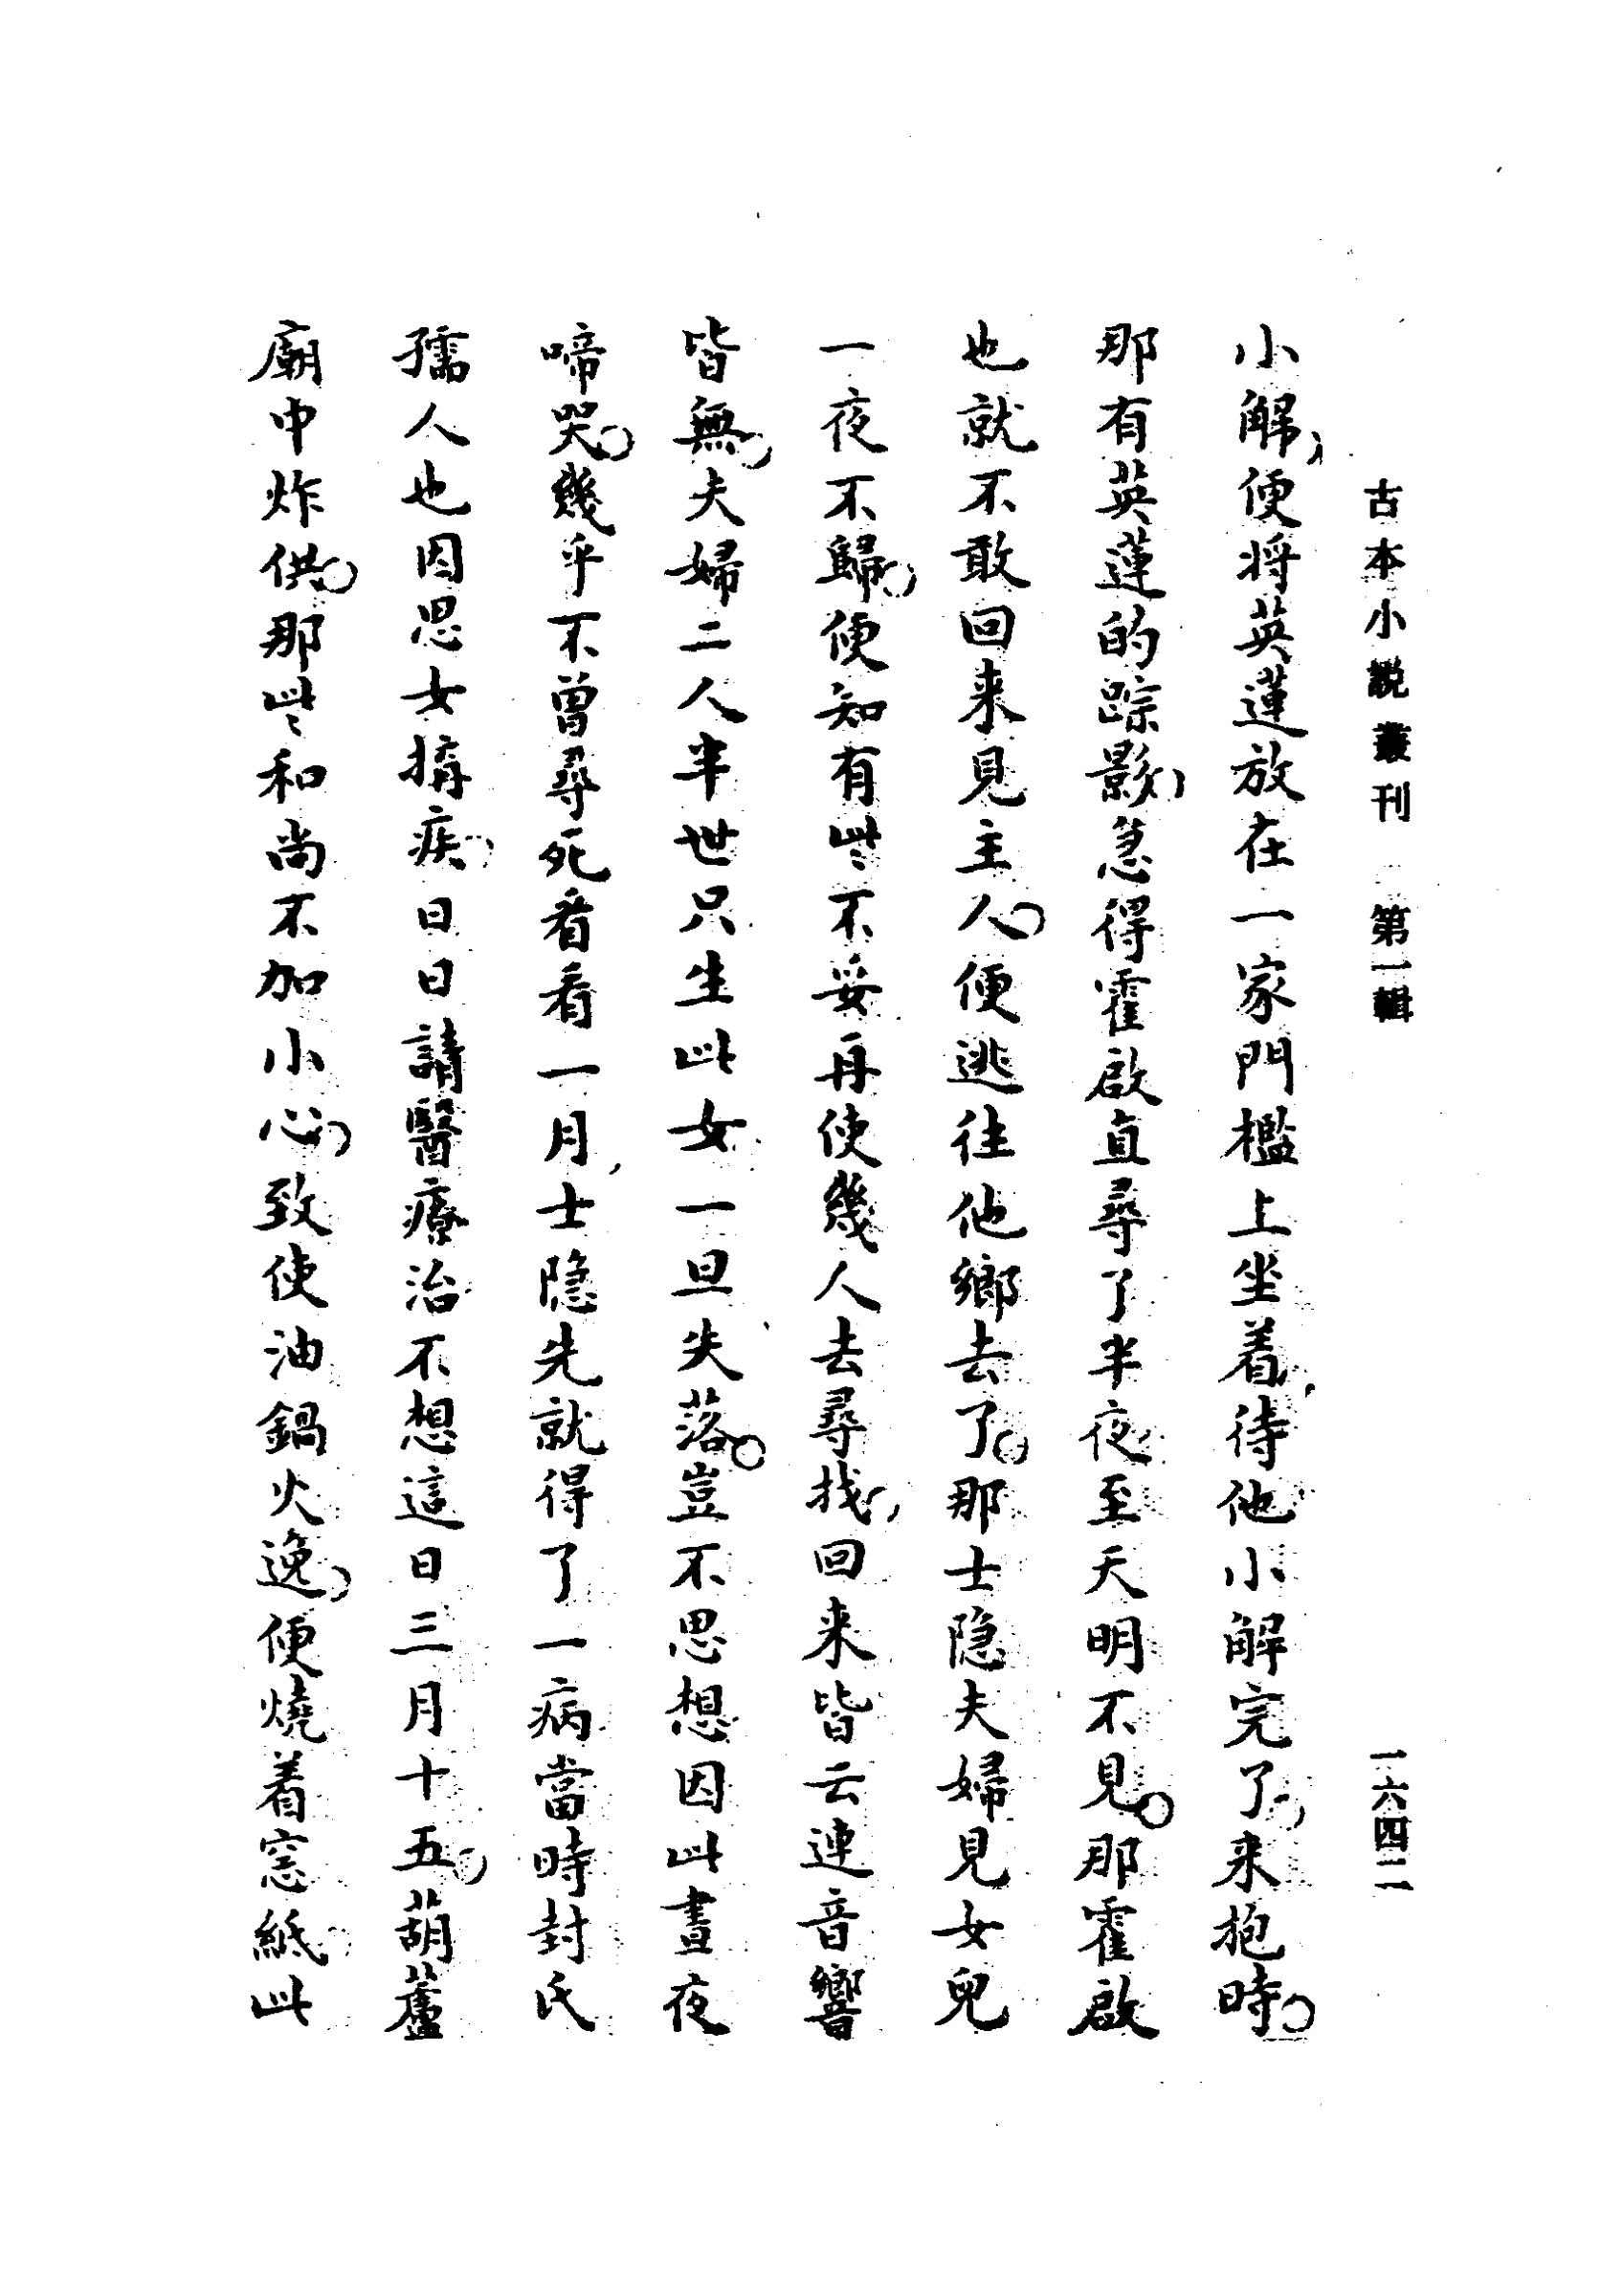 古本小説叢刊　第一輯　一六四二
小解便将英蓮放在一家門檻上坐着待他小解完了来抱時
那有英蓮的踪影急得霍啟直尋了半夜至天明不見那霍啟
也就不敢回来見主人便逃往他鄉去了那士隐夫婦見女兒
一夜不歸便知有些不妥再使幾人去尋找回来皆云連音響
皆無夫婦二人半世只生此女一旦失落豈不思想因此晝夜
啼哭幾乎不曾尋死看看一月士隐先就得了一病當時封氏
孺人也因思女搆疾日日請醫療治不想這日三月十五葫蘆
廟中炸供那些和尚不加小心致使油鍋火逸便燒着窓紙此